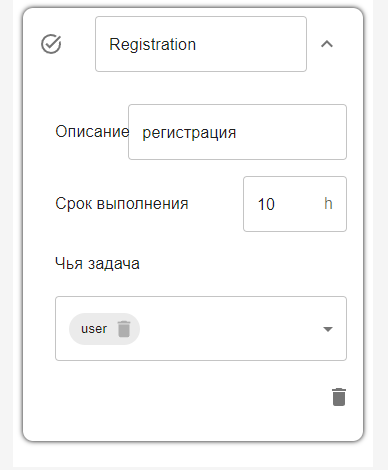 Registration
Описание регистрация
Срок выполнения 10 h
Чья задача
user